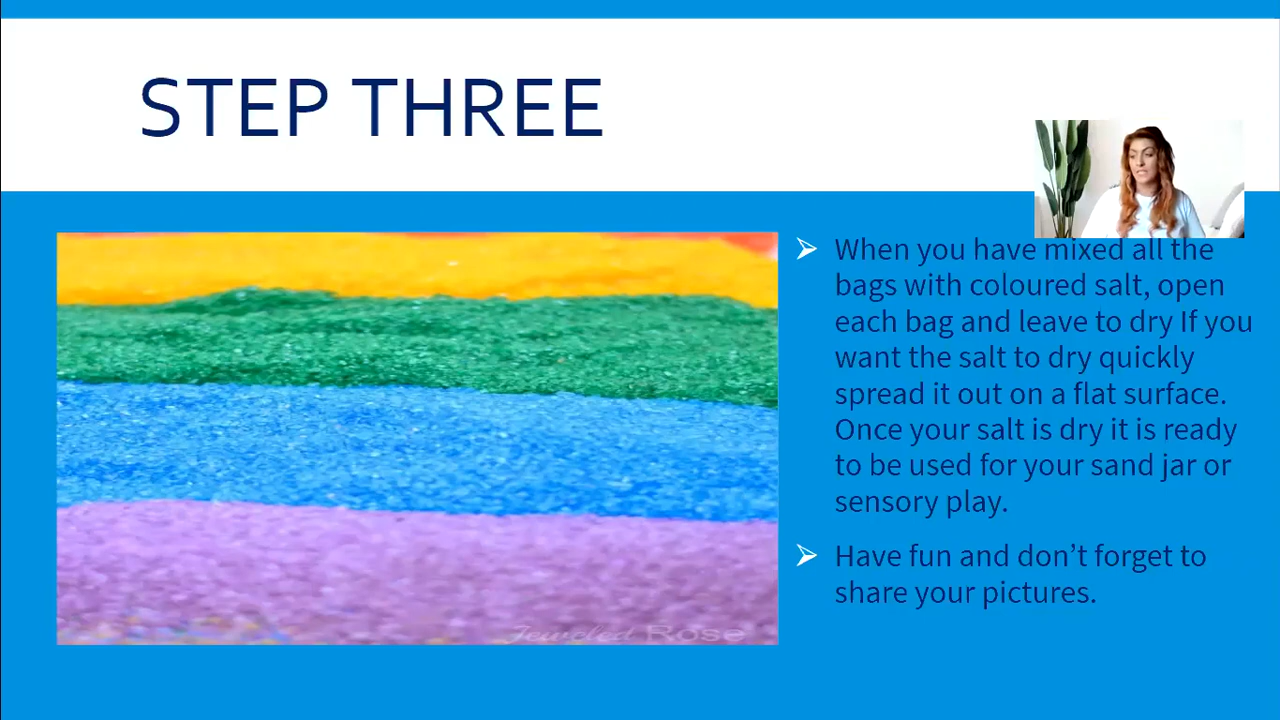 STEP THREE
When you have mixed all the
bags with coloured salt, open
each bag and leave to dry If you
want the salt to dry quickly
spread it out on a flat surface.
Once your salt is dry it is ready
to be used for your sand jar or
sensory play.
Have fun and don’t forget to
share your pictures.
Jeweled Rose